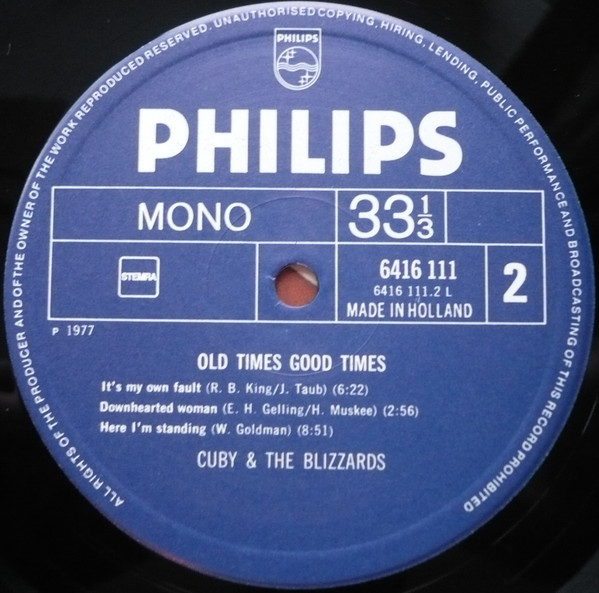 ALL RIGHTS OF THE PRODUCER AND OF THE OWNER OF THE WORK REPRODUCED RESERVED. UNAUTHORISED COPYING, HIRING, LENDING, PUBLIC PERFORMANCE AND BROADCASTING OF THIS RECORD PROHIBITED
PHILIPS
PHILIPS
MONO 33 1/3
STEMRA
6416 111
6416 111.2 L
MADE IN HOLLAND
2
P 1977
OLD TIMES GOOD TIMES
It's my own fault (R. B. King/J. Taub) (6:22)
Downhearted woman (E. H. Gelling/H. Muskee) (2:56)
Here I'm standing (W. Goldman) (8:51)
CUBY & THE BLIZZARDS